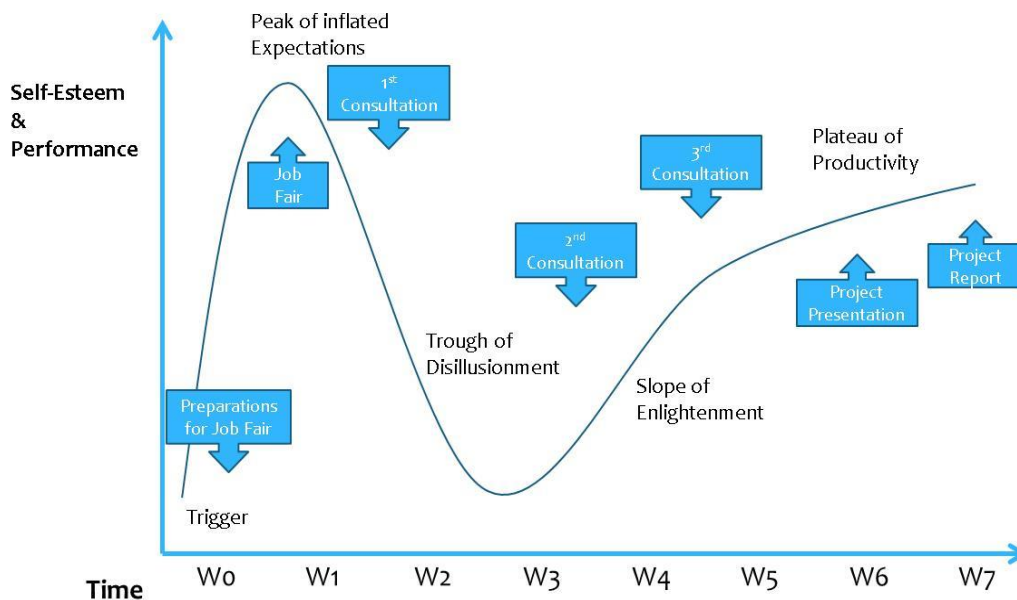 Peak of inflated
Expectations
Self-Esteem
&
Performance
1st
Consultation
Job
Fair
3rd
Consultation
Plateau of
Productivity
2nd
Consultation
Project
Report
Project
Presentation
Trough of
Disillusionment
Slope of
Enlightenment
Preparations
for Job Fair
Trigger
Time
W0 W1 W2 W3 W4 W5 W6 W7